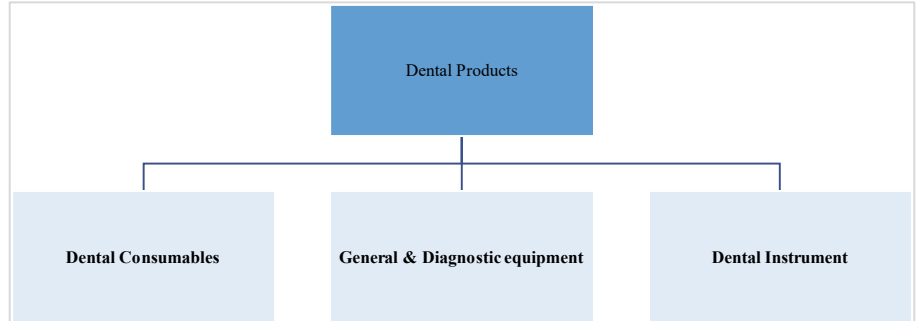 Dental Products
Dental Consumables
General & Diagnostic equipment
Dental Instrument